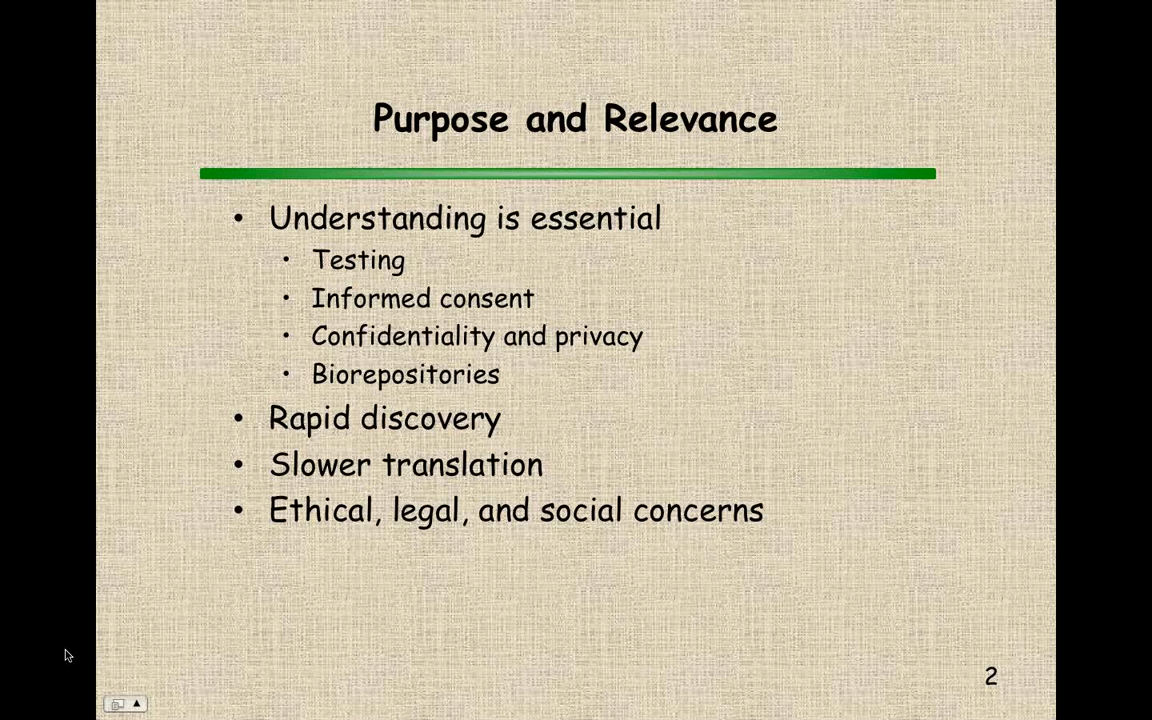 Purpose and Relevance
• Understanding is essential
• Testing
• Informed consent
• Confidentiality and privacy
• Biorepositories
• Rapid discovery
• Slower translation
• Ethical, legal, and social concerns
2